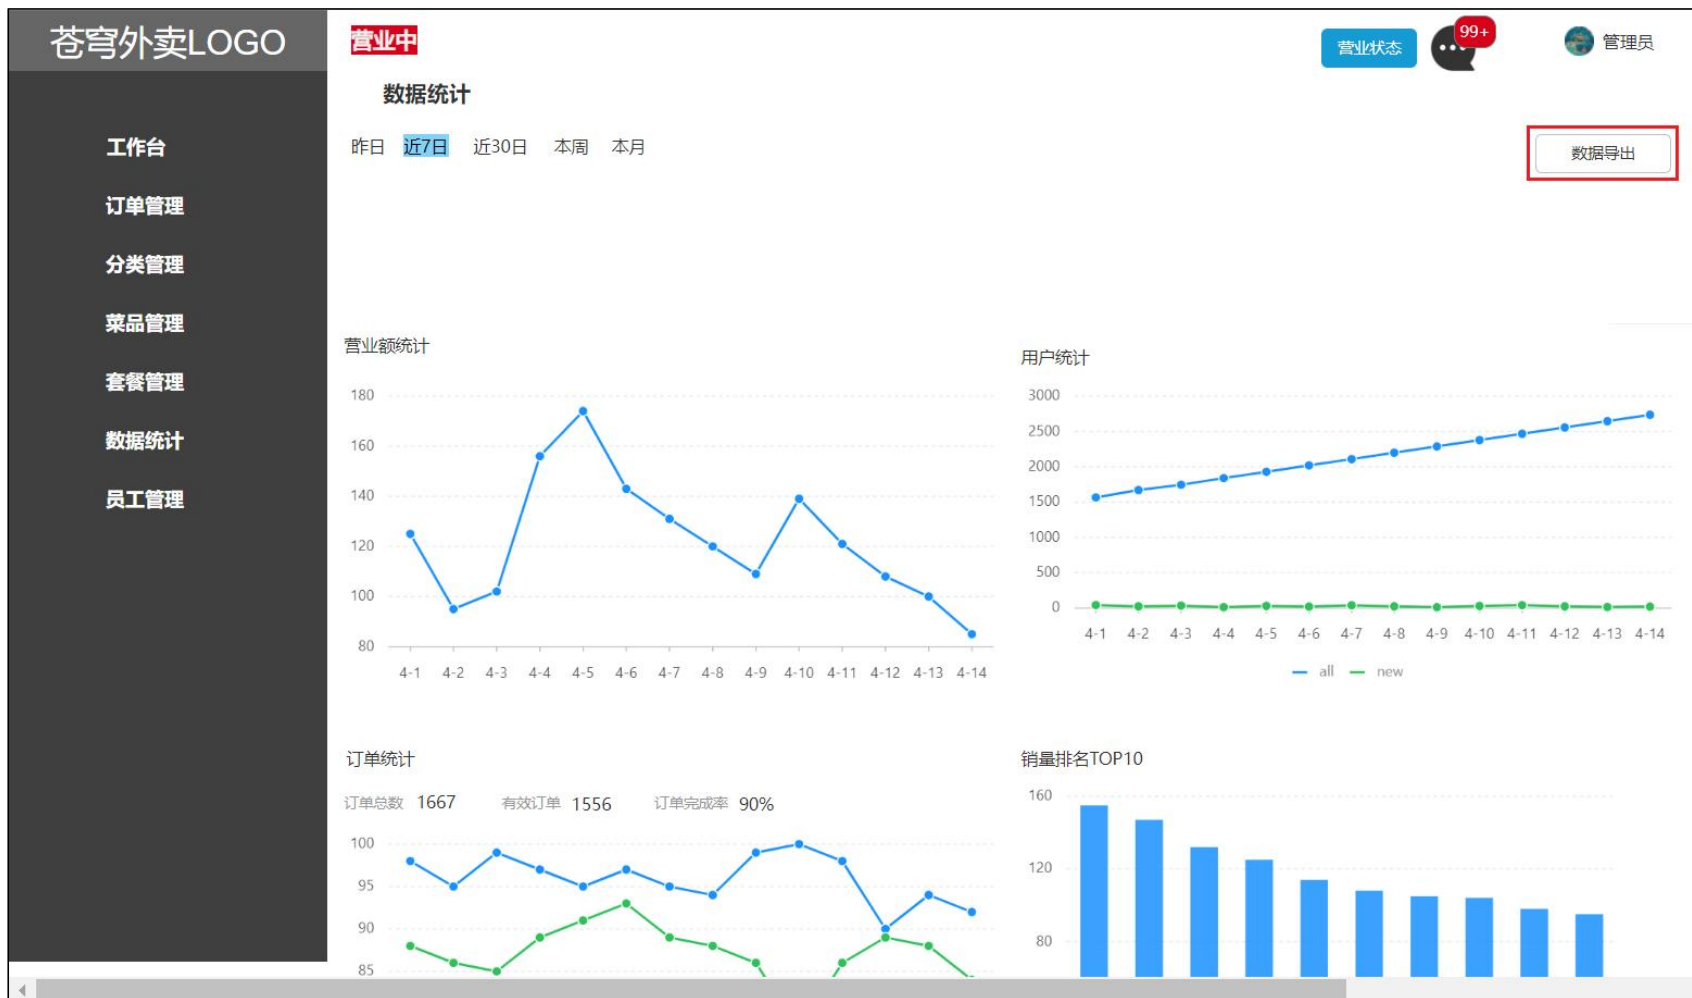 苍穹外卖LOGO
营业中
营业状态
99+
管理员
数据统计
昨日 近7日 近30日 本周 本月
数据导出
工作台
订单管理
分类管理
菜品管理
套餐管理
数据统计
员工管理
营业额统计
180
160
140
120
100
80
4-1 4-2 4-3 4-4 4-5 4-6 4-7 4-8 4-9 4-10 4-11 4-12 4-13 4-14
用户统计
3000
2500
2000
1500
1000
500
0
4-1 4-2 4-3 4-4 4-5 4-6 4-7 4-8 4-9 4-10 4-11 4-12 4-13 4-14
all new
订单统计
订单总数 1667 有效订单 1556 订单完成率 90%
100
95
90
85
销量排名TOP10
160
120
80